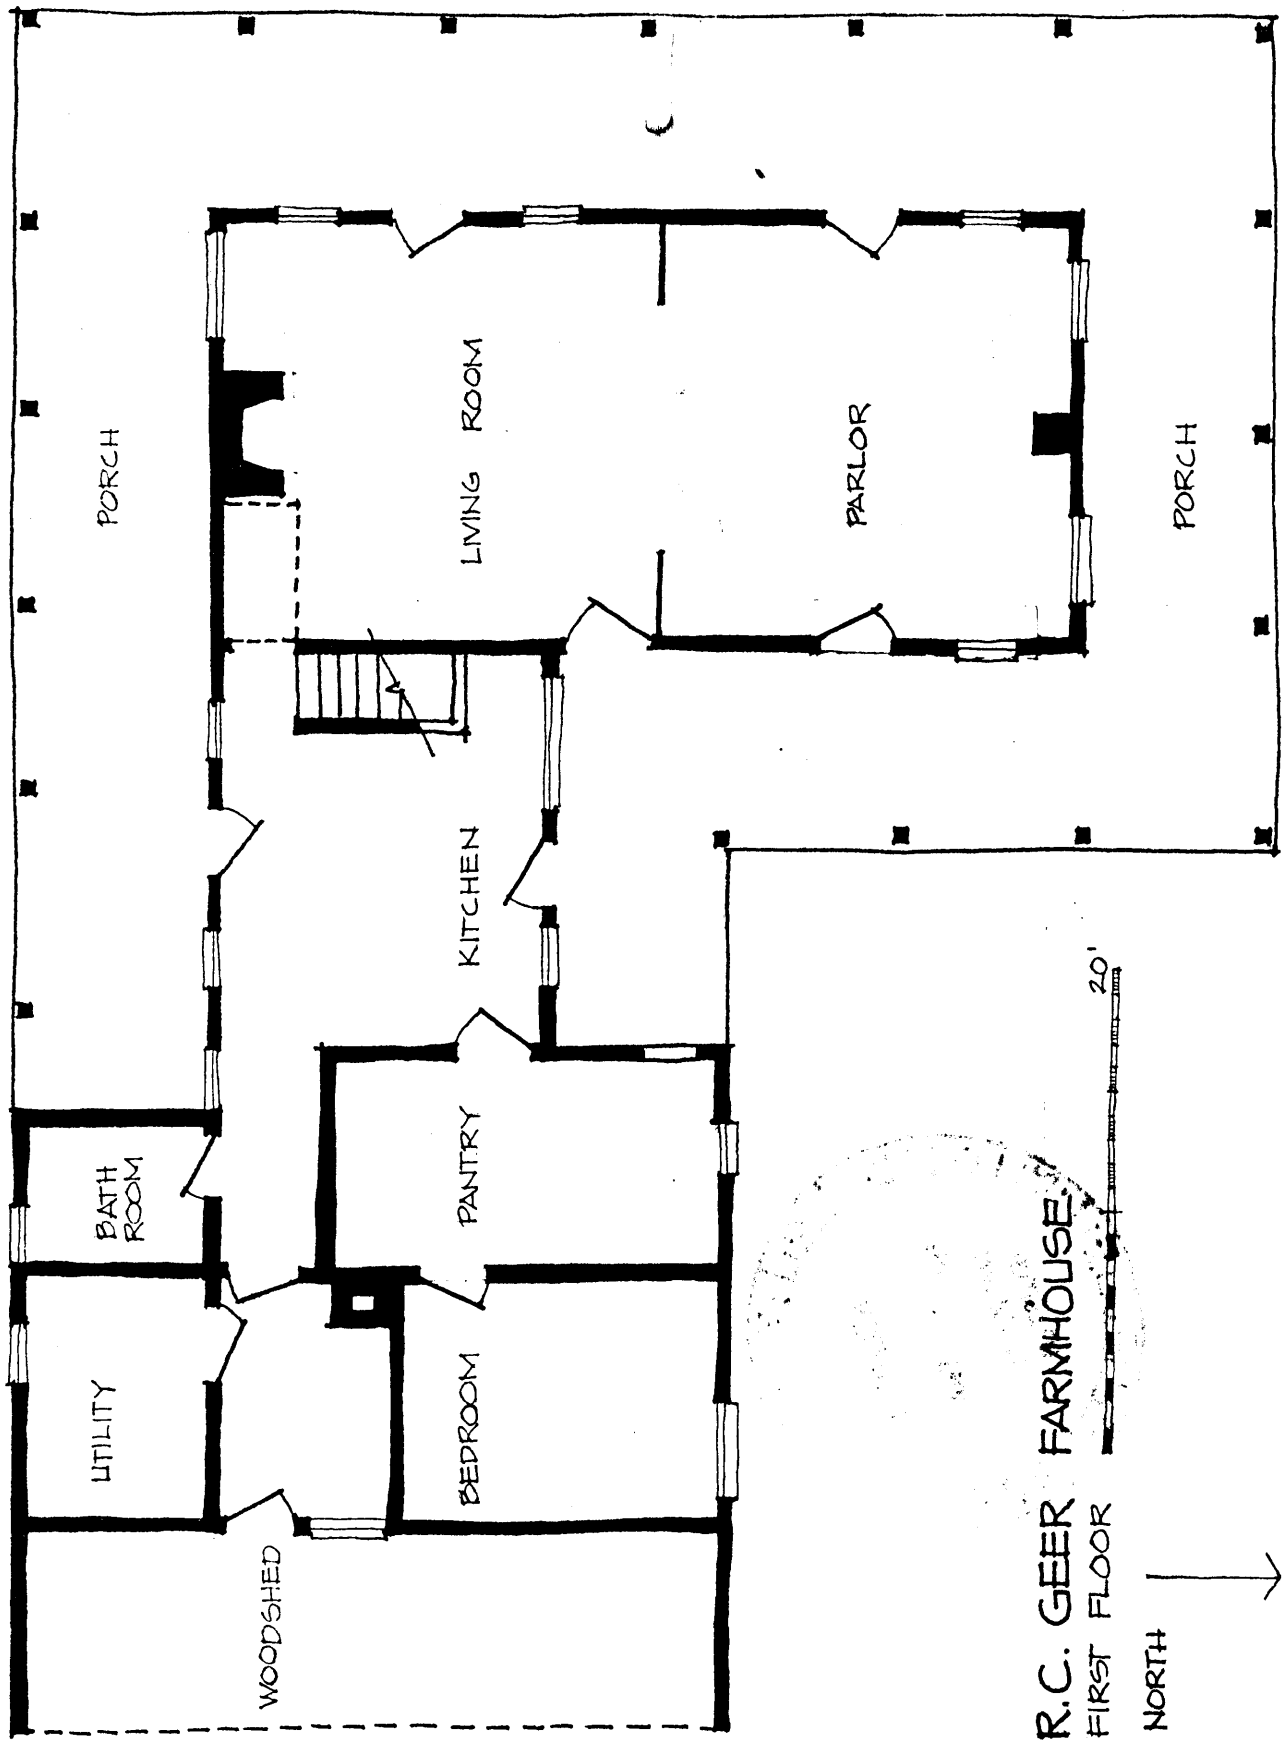 PORCH
LIVING ROOM
PARLOR
PORCH
KITCHEN
BATH
ROOM
PANTRY
UTILITY
BEDROOM
WOODSHED
R.C. GEER FARMHOUSE
FIRST FLOOR
20'
NORTH